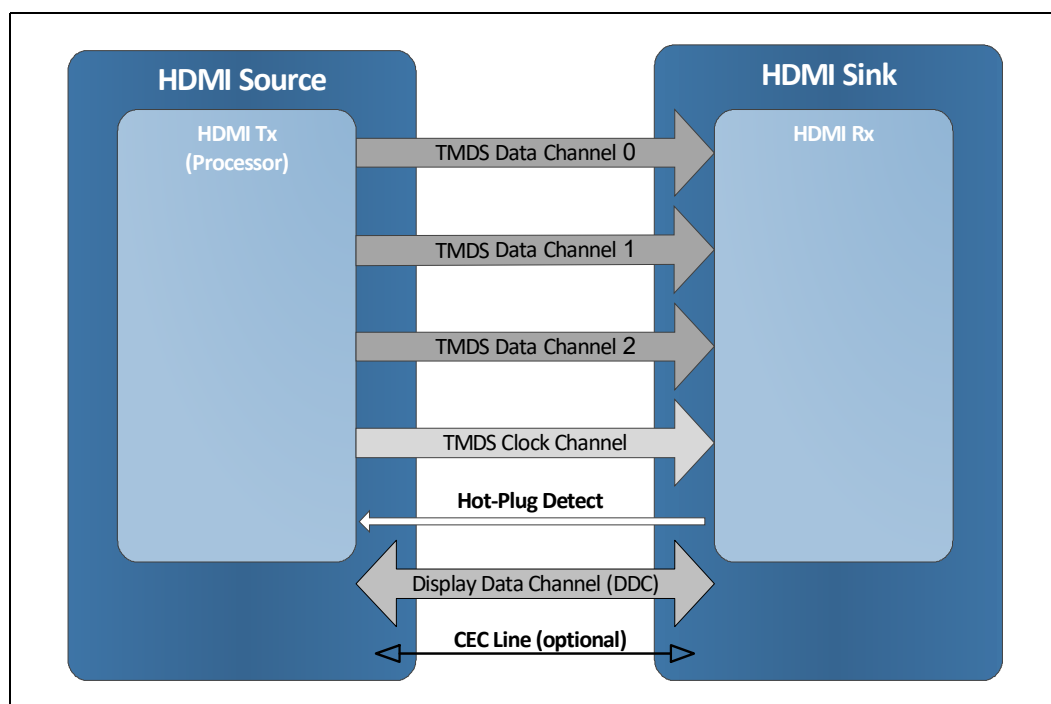 HDMI Source
HDMI Sink
HDMI Tx
(Processor)
HDMI Rx
TMDS Data Channel 0
TMDS Data Channel 1
TMDS Data Channel 2
TMDS Clock Channel
Hot-Plug Detect
Display Data Channel (DDC)
CEC Line (optional)